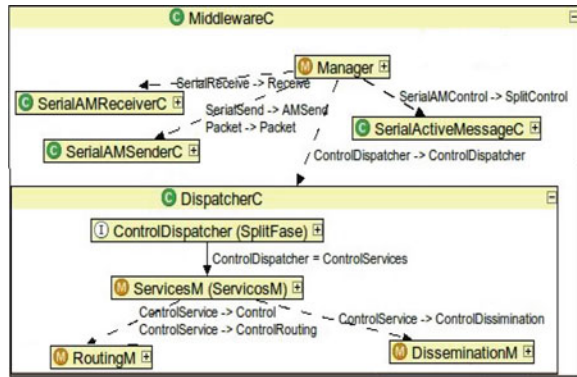 C MiddlewareC
M Manager
SerialReceive -> Receive
C SerialAMReceiverC
SerialAMControl -> SplitControl
SerialSend -> AMSend
Packet -> Packet
C SerialActiveMessageC
C SerialAMSenderC
ControlDispatcher -> ControlDispatcher
C DispatcherC
I ControlDispatcher (SplitFase)
ControlDispatcher = ControlServices
M ServicesM (ServicosM)
ControlService -> Control
ControlService -> ControlDissimination
ControlService -> ControlRouting
M RoutingM
M DisseminationM